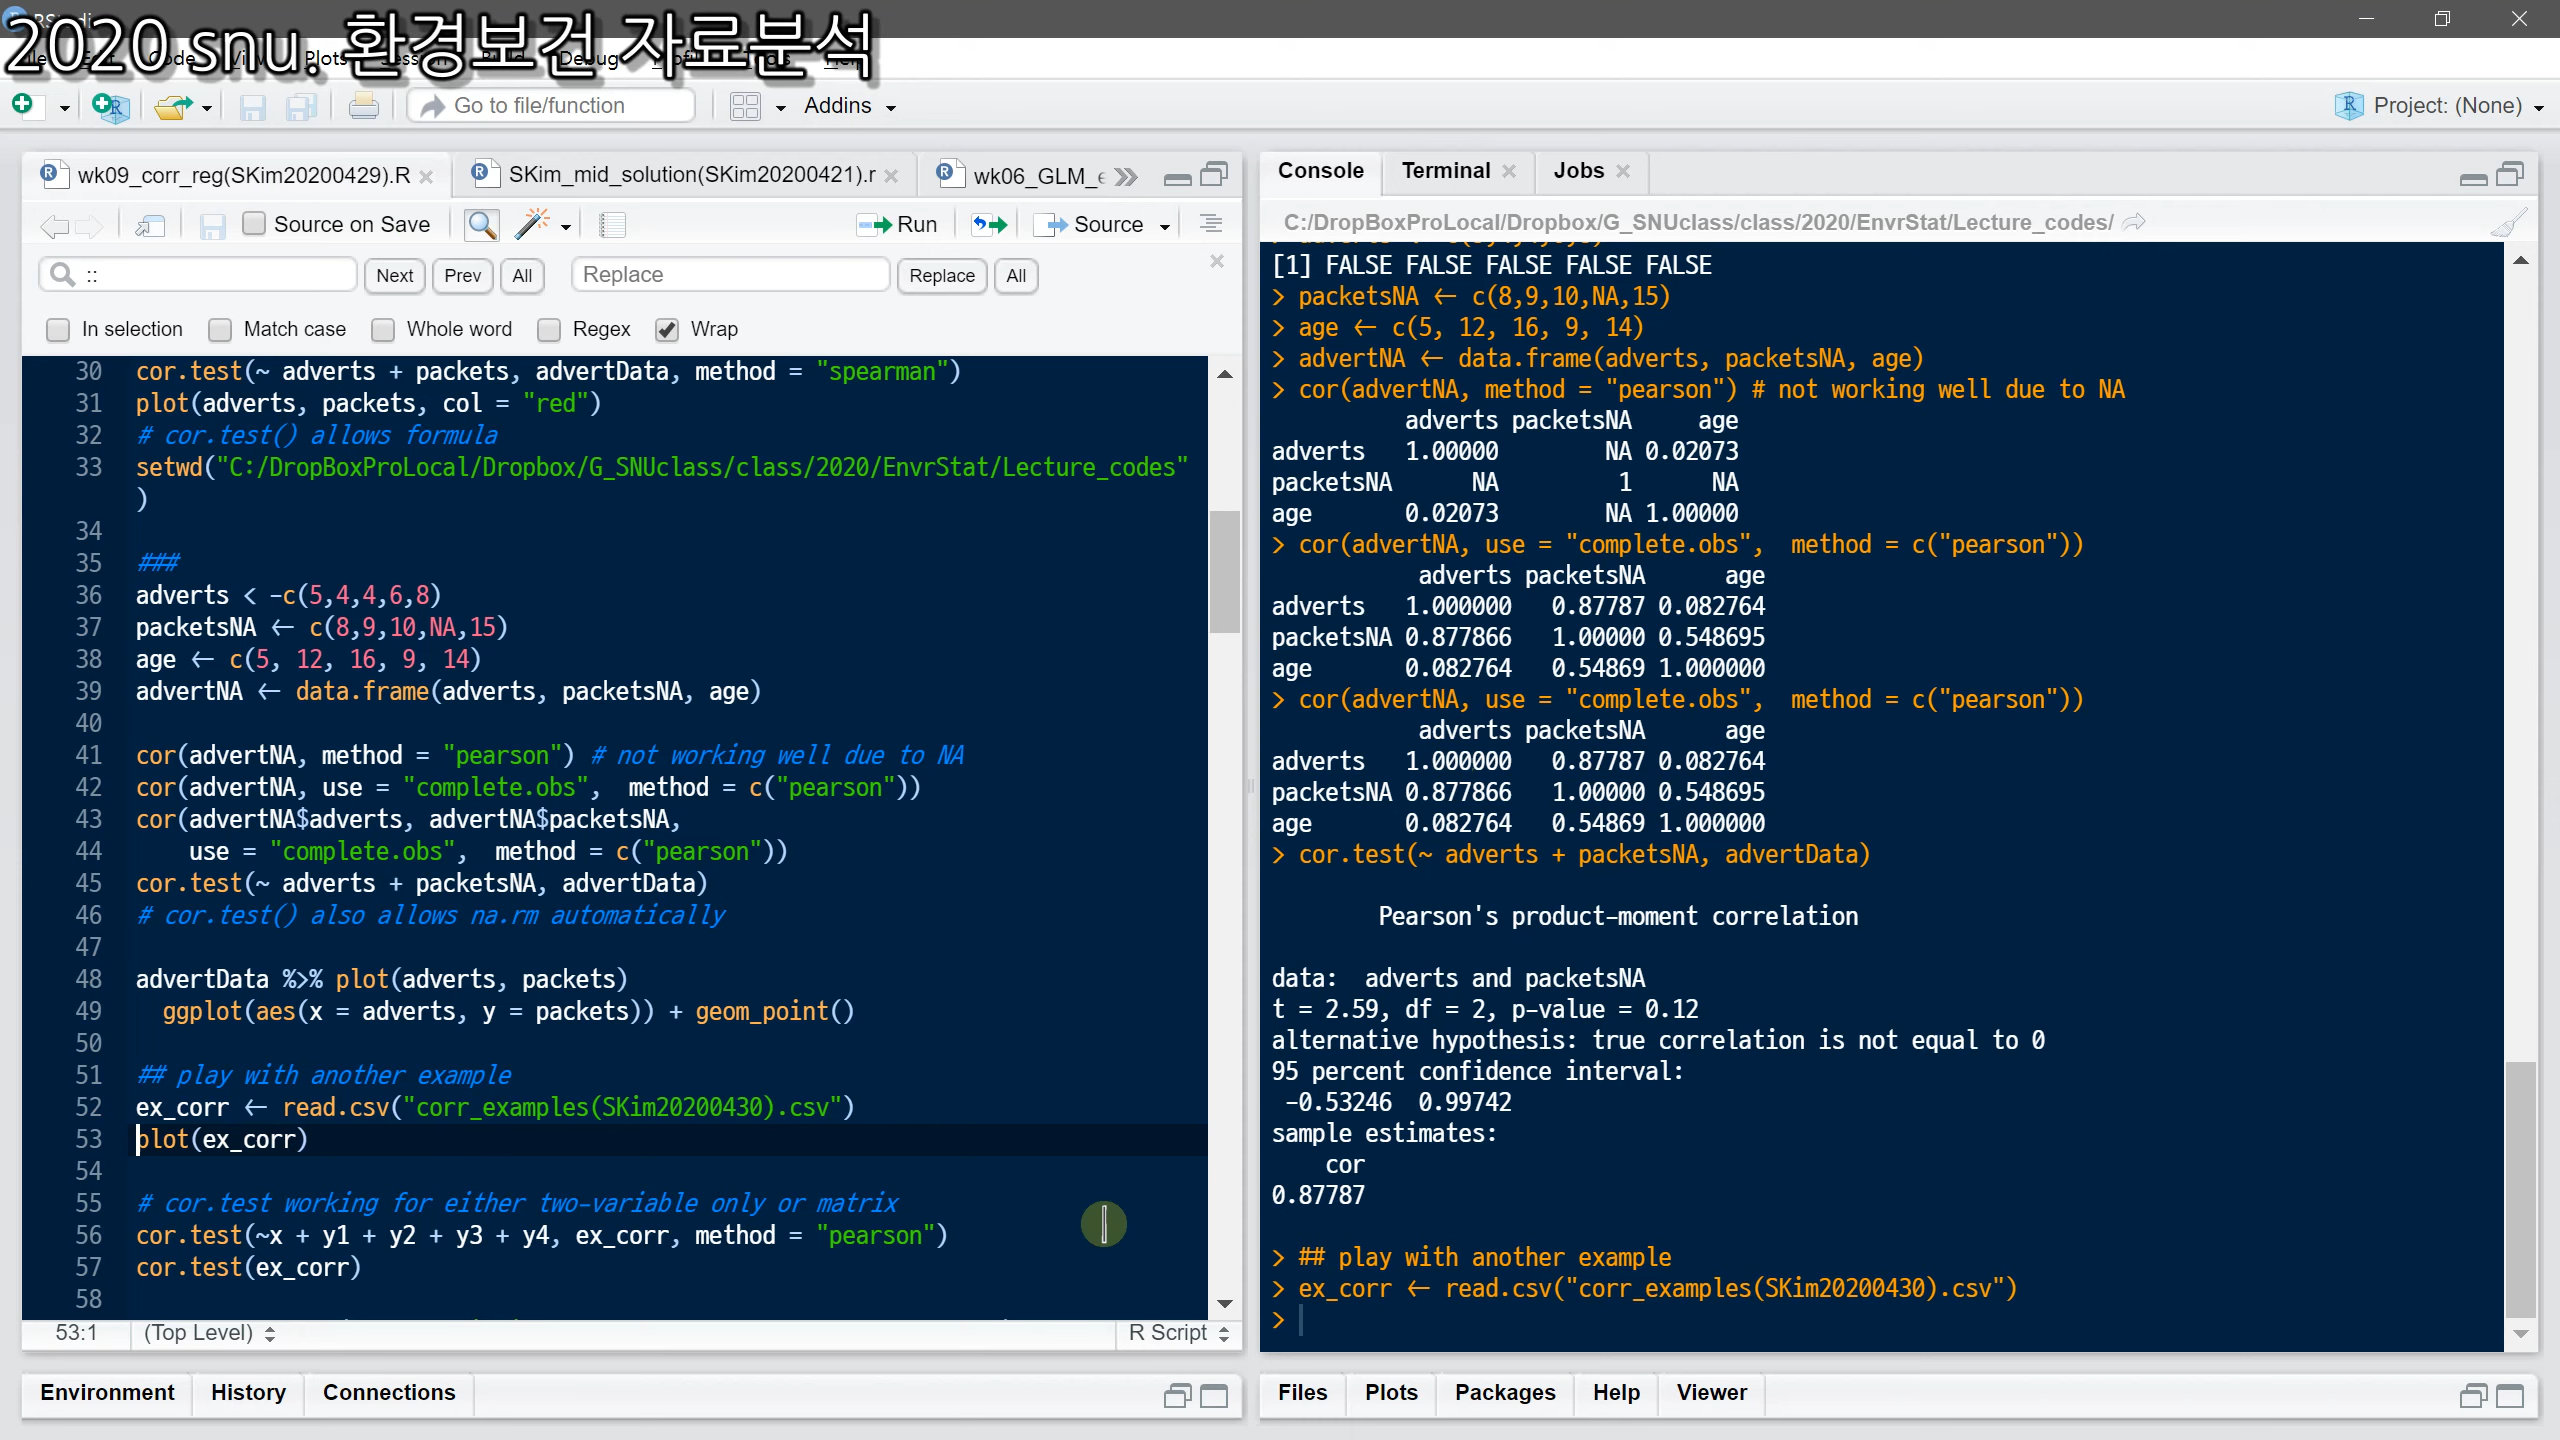 2020 snu. 환경보건 자료분석
RStudi
Code
Plots
Debug
Go to file/function
Addins
Project: (None)
wk09_corr_reg(SKim20200429).R
SKim_mid_solution(SKim20200421).r
wk06_GLM_e
Source on Save
Run
Source
::
Next
Prev
All
Replace
Replace
All
In selection
Match case
Whole word
Regex
Wrap
30 cor.test(~ adverts + packets, advertData, method = "spearman")
31 plot(adverts, packets, col = "red")
32 # cor.test() allows formula
33 setwd("C:/DropBoxProLocal/Dropbox/G_SNUclass/class/2020/EnvrStat/Lecture_codes"
)
34
35 ###
36 adverts < -c(5,4,4,6,8)
37 packetsNA <- c(8,9,10,NA,15)
38 age <- c(5, 12, 16, 9, 14)
39 advertNA <- data.frame(adverts, packetsNA, age)
40
41 cor(advertNA, method = "pearson") # not working well due to NA
42 cor(advertNA, use = "complete.obs",  method = c("pearson"))
43 cor(advertNA$adverts, advertNA$packetsNA,
44     use = "complete.obs",  method = c("pearson"))
45 cor.test(~ adverts + packetsNA, advertData)
46 # cor.test() also allows na.rm automatically
47
48 advertData %>% plot(adverts, packets)
49   ggplot(aes(x = adverts, y = packets)) + geom_point()
50
51 ## play with another example
52 ex_corr <- read.csv("corr_examples(SKim20200430).csv")
53 plot(ex_corr)
54
55 # cor.test working for either two-variable only or matrix
56 cor.test(~x + y1 + y2 + y3 + y4, ex_corr, method = "pearson")
57 cor.test(ex_corr)
58
53:1
(Top Level)
R Script
Environment
History
Connections
Console
Terminal
Jobs
C:/DropBoxProLocal/Dropbox/G_SNUclass/class/2020/EnvrStat/Lecture_codes/
[1] FALSE FALSE FALSE FALSE FALSE
> packetsNA <- c(8,9,10,NA,15)
> age <- c(5, 12, 16, 9, 14)
> advertNA <- data.frame(adverts, packetsNA, age)
> cor(advertNA, method = "pearson") # not working well due to NA
          adverts packetsNA     age
adverts   1.00000        NA 0.02073
packetsNA      NA         1      NA
age       0.02073        NA 1.00000
> cor(advertNA, use = "complete.obs",  method = c("pearson"))
           adverts packetsNA      age
adverts   1.000000   0.87787 0.082764
packetsNA 0.877866   1.00000 0.548695
age       0.082764   0.54869 1.000000
> cor(advertNA, use = "complete.obs",  method = c("pearson"))
           adverts packetsNA      age
adverts   1.000000   0.87787 0.082764
packetsNA 0.877866   1.00000 0.548695
age       0.082764   0.54869 1.000000
> cor.test(~ adverts + packetsNA, advertData)
Pearson's product-moment correlation
data:  adverts and packetsNA
t = 2.59, df = 2, p-value = 0.12
alternative hypothesis: true correlation is not equal to 0
95 percent confidence interval:
 -0.53246  0.99742
sample estimates:
    cor
0.87787
> ## play with another example
> ex_corr <- read.csv("corr_examples(SKim20200430).csv")
>
Files
Plots
Packages
Help
Viewer